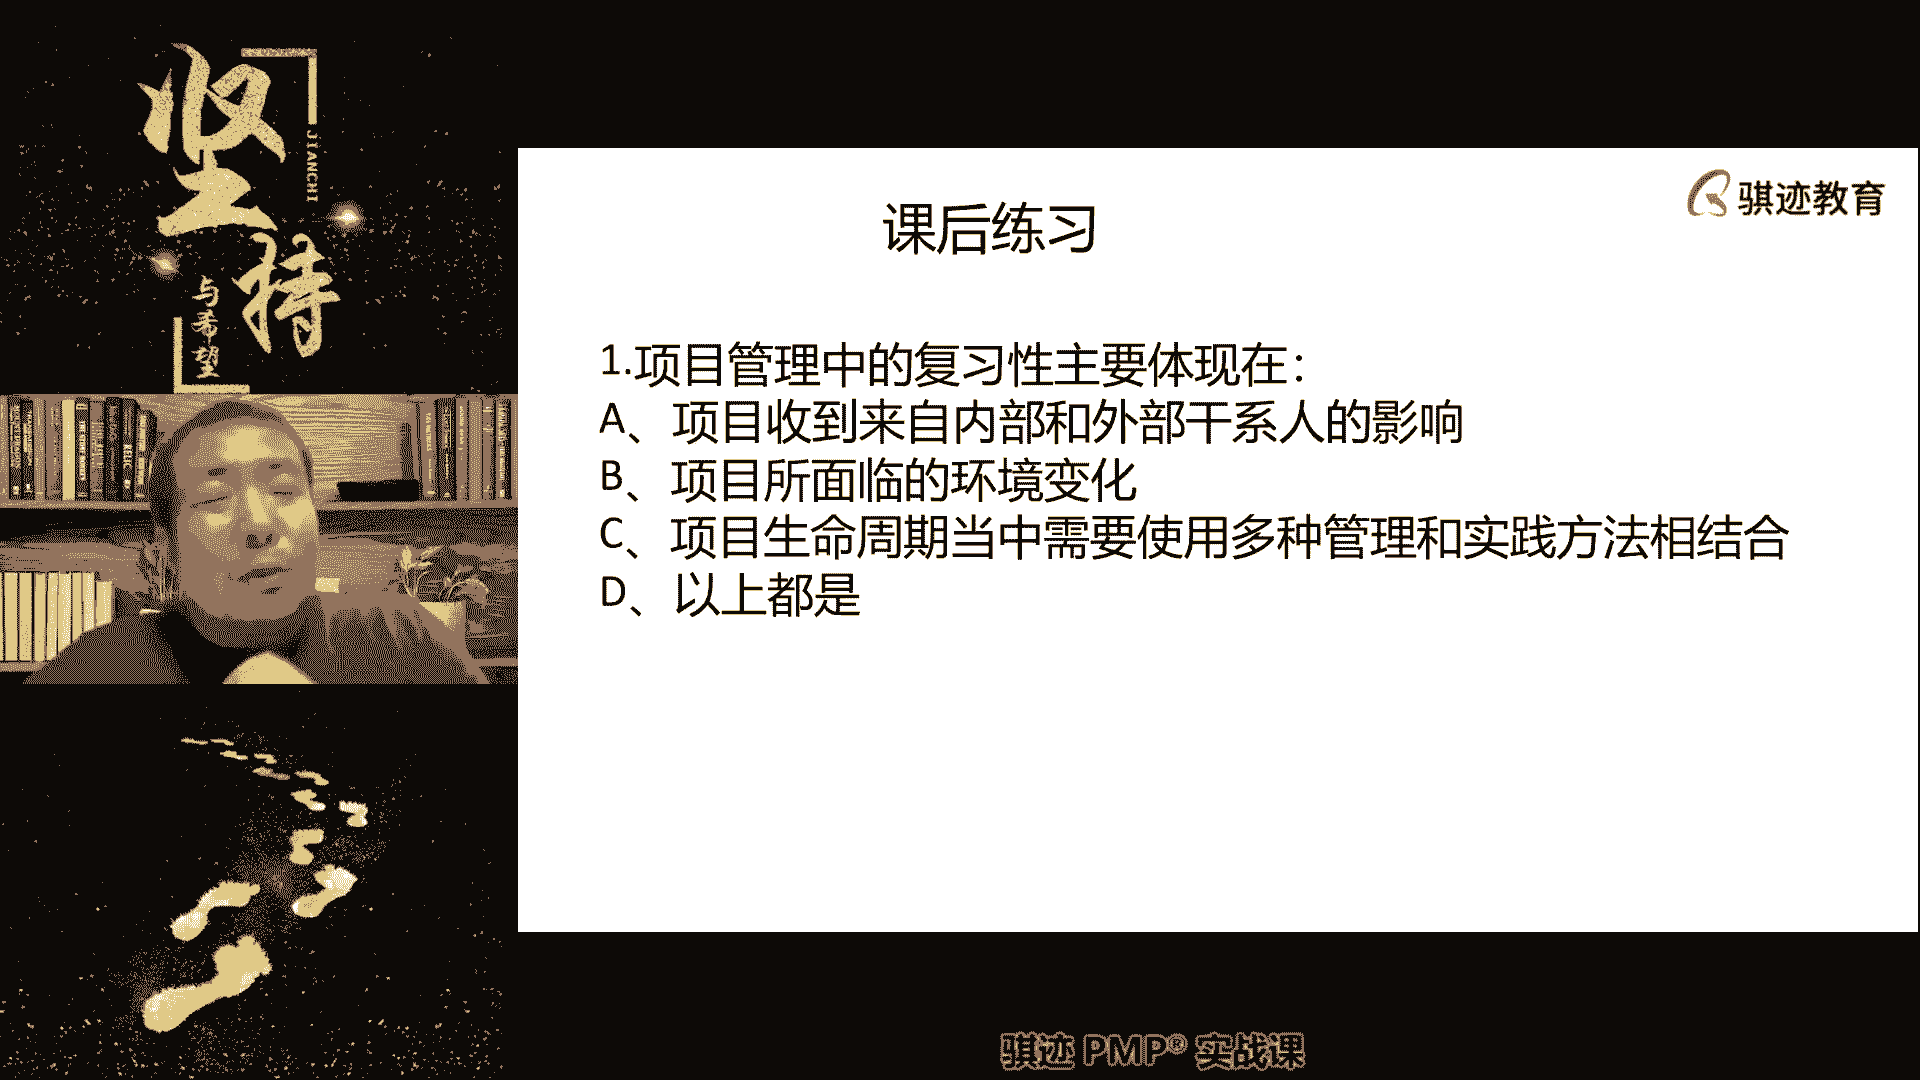 坚持
JIANCHI
与希望
骐迹教育
课后练习
1.项目管理中的复习性主要体现在：
A、项目收到来自内部和外部干系人的影响
B、项目所面临的环境变化
C、项目生命周期当中需要使用多种管理和实践方法相结合
D、以上都是
骐迹 PMP® 实战课